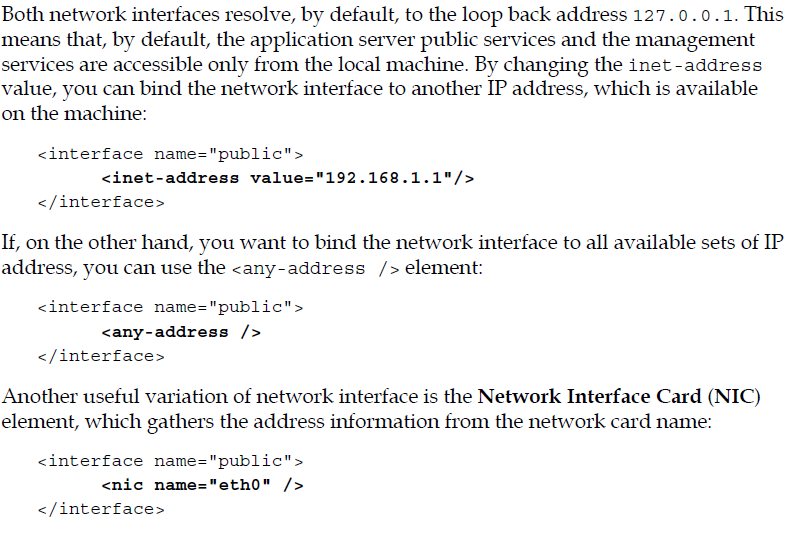 Both network interfaces resolve, by default, to the loop back address 127.0.0.1. This
means that, by default, the application server public services and the management
services are accessible only from the local machine. By changing the inet-address
value, you can bind the network interface to another IP address, which is available
on the machine:
<interface name="public">
<inet-address value="192.168.1.1"/>
</interface>
If, on the other hand, you want to bind the network interface to all available sets of IP
address, you can use the <any-address /> element:
<interface name="public">
<any-address />
</interface>
Another useful variation of network interface is the Network Interface Card (NIC)
element, which gathers the address information from the network card name:
<interface name="public">
<nic name="eth0" />
</interface>